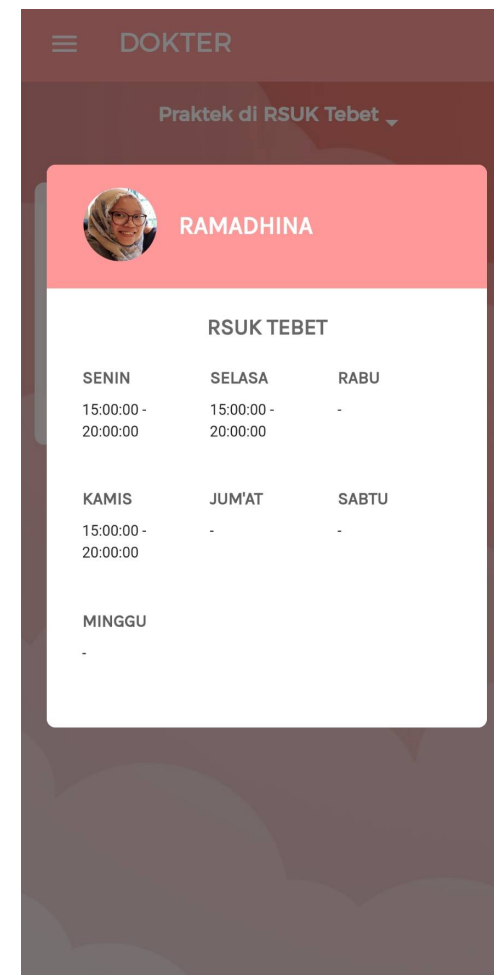 DOKTER
Praktek di RSUK Tebet
RAMADHINA
RSUK TEBET
SENIN SELASA RABU
15:00:00 - 15:00:00 - -
20:00:00 20:00:00
KAMIS JUM'AT SABTU
15:00:00 - - -
20:00:00
MINGGU
-